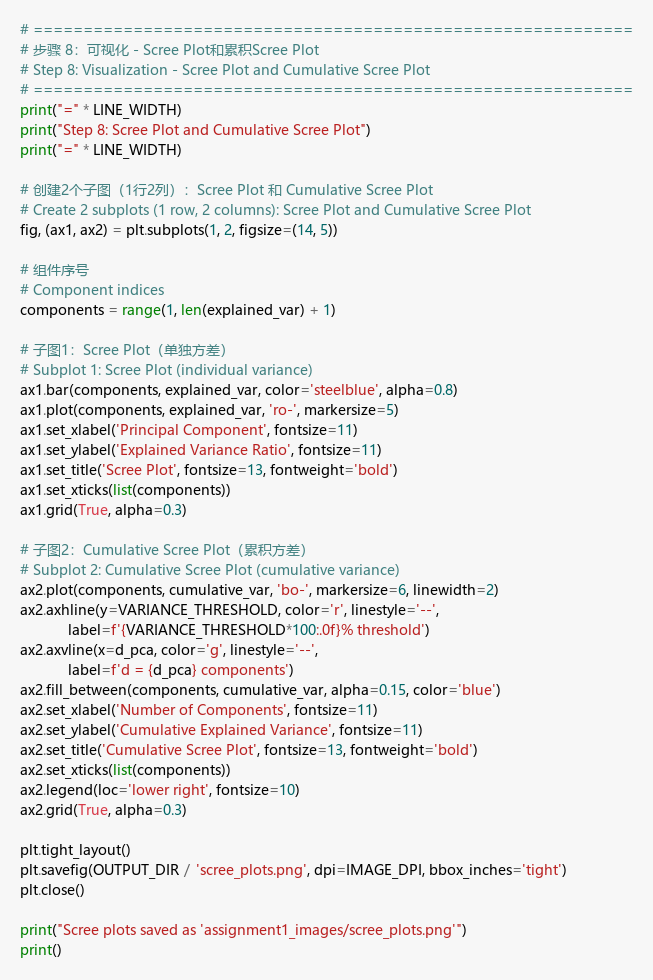 # ============================================================
# 步骤 8：可视化 - Scree Plot和累积Scree Plot
# Step 8: Visualization - Scree Plot and Cumulative Scree Plot
# ============================================================
print("=" * LINE_WIDTH)
print("Step 8: Scree Plot and Cumulative Scree Plot")
print("=" * LINE_WIDTH)

# 创建2个子图（1行2列）：Scree Plot 和 Cumulative Scree Plot
# Create 2 subplots (1 row, 2 columns): Scree Plot and Cumulative Scree Plot
fig, (ax1, ax2) = plt.subplots(1, 2, figsize=(14, 5))

# 组件序号
# Component indices
components = range(1, len(explained_var) + 1)

# 子图1：Scree Plot（单独方差）
# Subplot 1: Scree Plot (individual variance)
ax1.bar(components, explained_var, color='steelblue', alpha=0.8)
ax1.plot(components, explained_var, 'ro-', markersize=5)
ax1.set_xlabel('Principal Component', fontsize=11)
ax1.set_ylabel('Explained Variance Ratio', fontsize=11)
ax1.set_title('Scree Plot', fontsize=13, fontweight='bold')
ax1.set_xticks(list(components))
ax1.grid(True, alpha=0.3)

# 子图2：Cumulative Scree Plot（累积方差）
# Subplot 2: Cumulative Scree Plot (cumulative variance)
ax2.plot(components, cumulative_var, 'bo-', markersize=6, linewidth=2)
ax2.axhline(y=VARIANCE_THRESHOLD, color='r', linestyle='--',
            label=f'{VARIANCE_THRESHOLD*100:.0f}% threshold')
ax2.axvline(x=d_pca, color='g', linestyle='--',
            label=f'd = {d_pca} components')
ax2.fill_between(components, cumulative_var, alpha=0.15, color='blue')
ax2.set_xlabel('Number of Components', fontsize=11)
ax2.set_ylabel('Cumulative Explained Variance', fontsize=11)
ax2.set_title('Cumulative Scree Plot', fontsize=13, fontweight='bold')
ax2.set_xticks(list(components))
ax2.legend(loc='lower right', fontsize=10)
ax2.grid(True, alpha=0.3)

plt.tight_layout()
plt.savefig(OUTPUT_DIR / 'scree_plots.png', dpi=IMAGE_DPI, bbox_inches='tight')
plt.close()

print("Scree plots saved as 'assignment1_images/scree_plots.png'")
print()